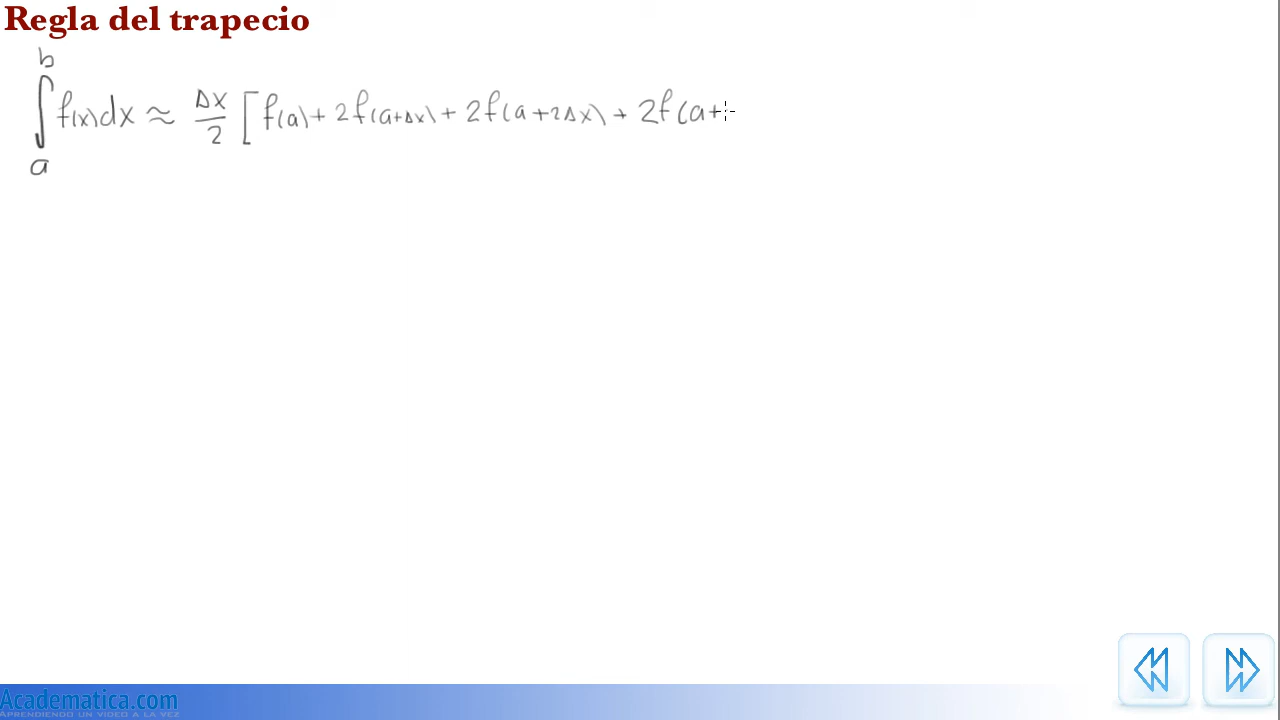 Regla del trapecio
b
∫ f(x)dx ≈ Δx/2 [f(a) + 2f(a+Δx) + 2f(a+2Δx) + 2f(a+
a
Academatica.com
APRENDIENDO UN VIDEO A LA VEZ